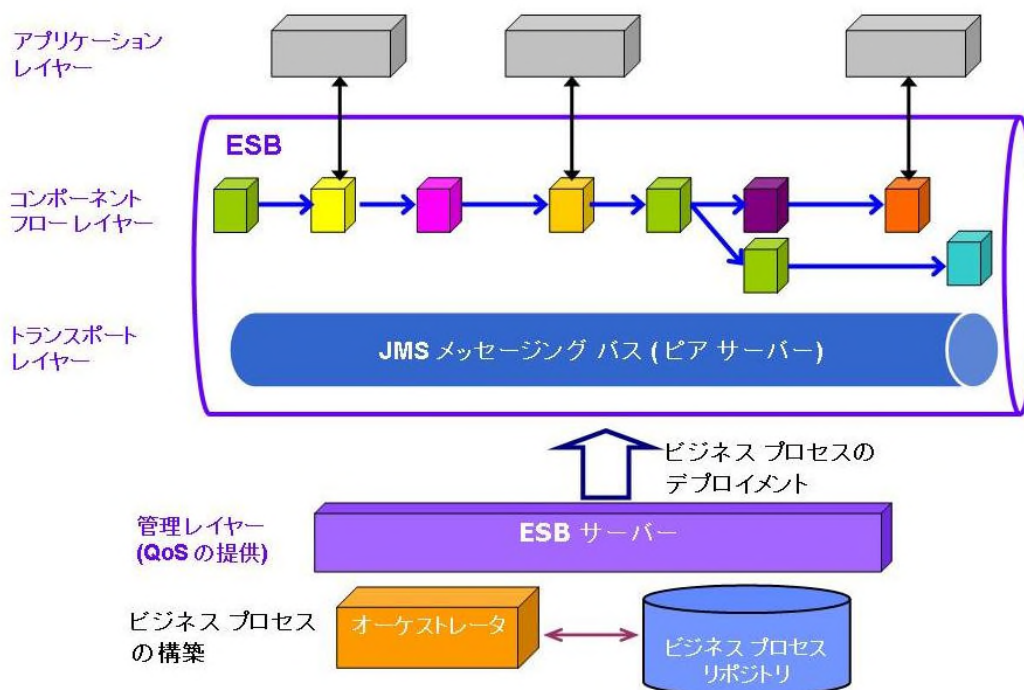 アプリケーション
レイヤー
ESB
コンポーネント
フロー レイヤー
トランスポート
レイヤー
JMS メッセージング バス ( ピア サーバー)
ビジネス プロセスの
デプロイメント
管理レイヤー
(QoS の提供)
ESB サーバー
ビジネス プロセス
の構築
オーケストレータ
ビジネス プロセス
リポジトリ